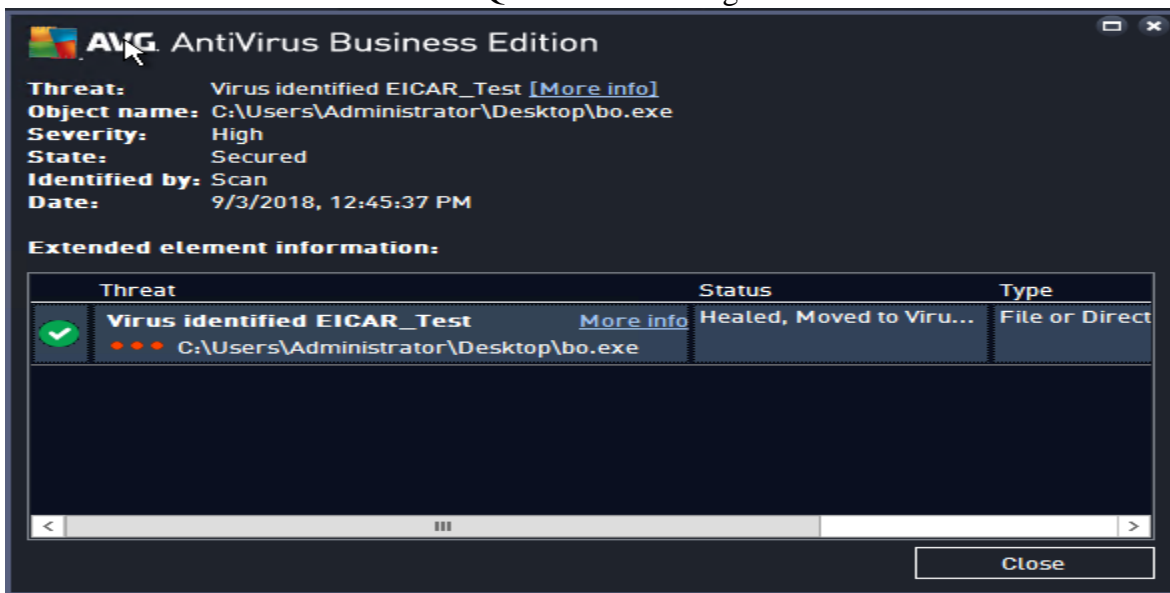 AVG. AntiVirus Business Edition
Threat: Virus identified EICAR_Test [More info]
Object name: C:\Users\Administrator\Desktop\bo.exe
Severity: High
State: Secured
Identified by: Scan
Date: 9/3/2018, 12:45:37 PM
Extended element information:
Threat Status Type
Virus identified EICAR_Test More info Healed, Moved to Viru... File or Direct
C:\Users\Administrator\Desktop\bo.exe
Close